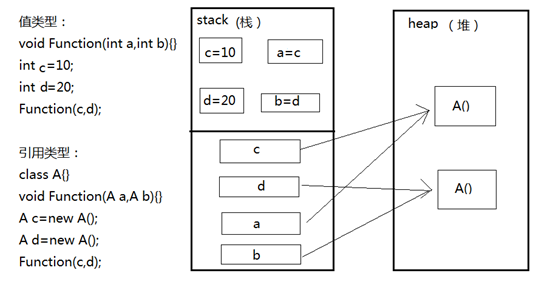 值类型：
void Function(int a,int b){}
int c=10;
int d=20;
Function(c,d);
引用类型：
class A{}
void Function(A a,A b){}
A c=new A();
A d=new A();
Function(c,d);
stack（栈）
c=10
a=c
d=20
b=d
c
d
a
b
heap（堆）
A()
A()